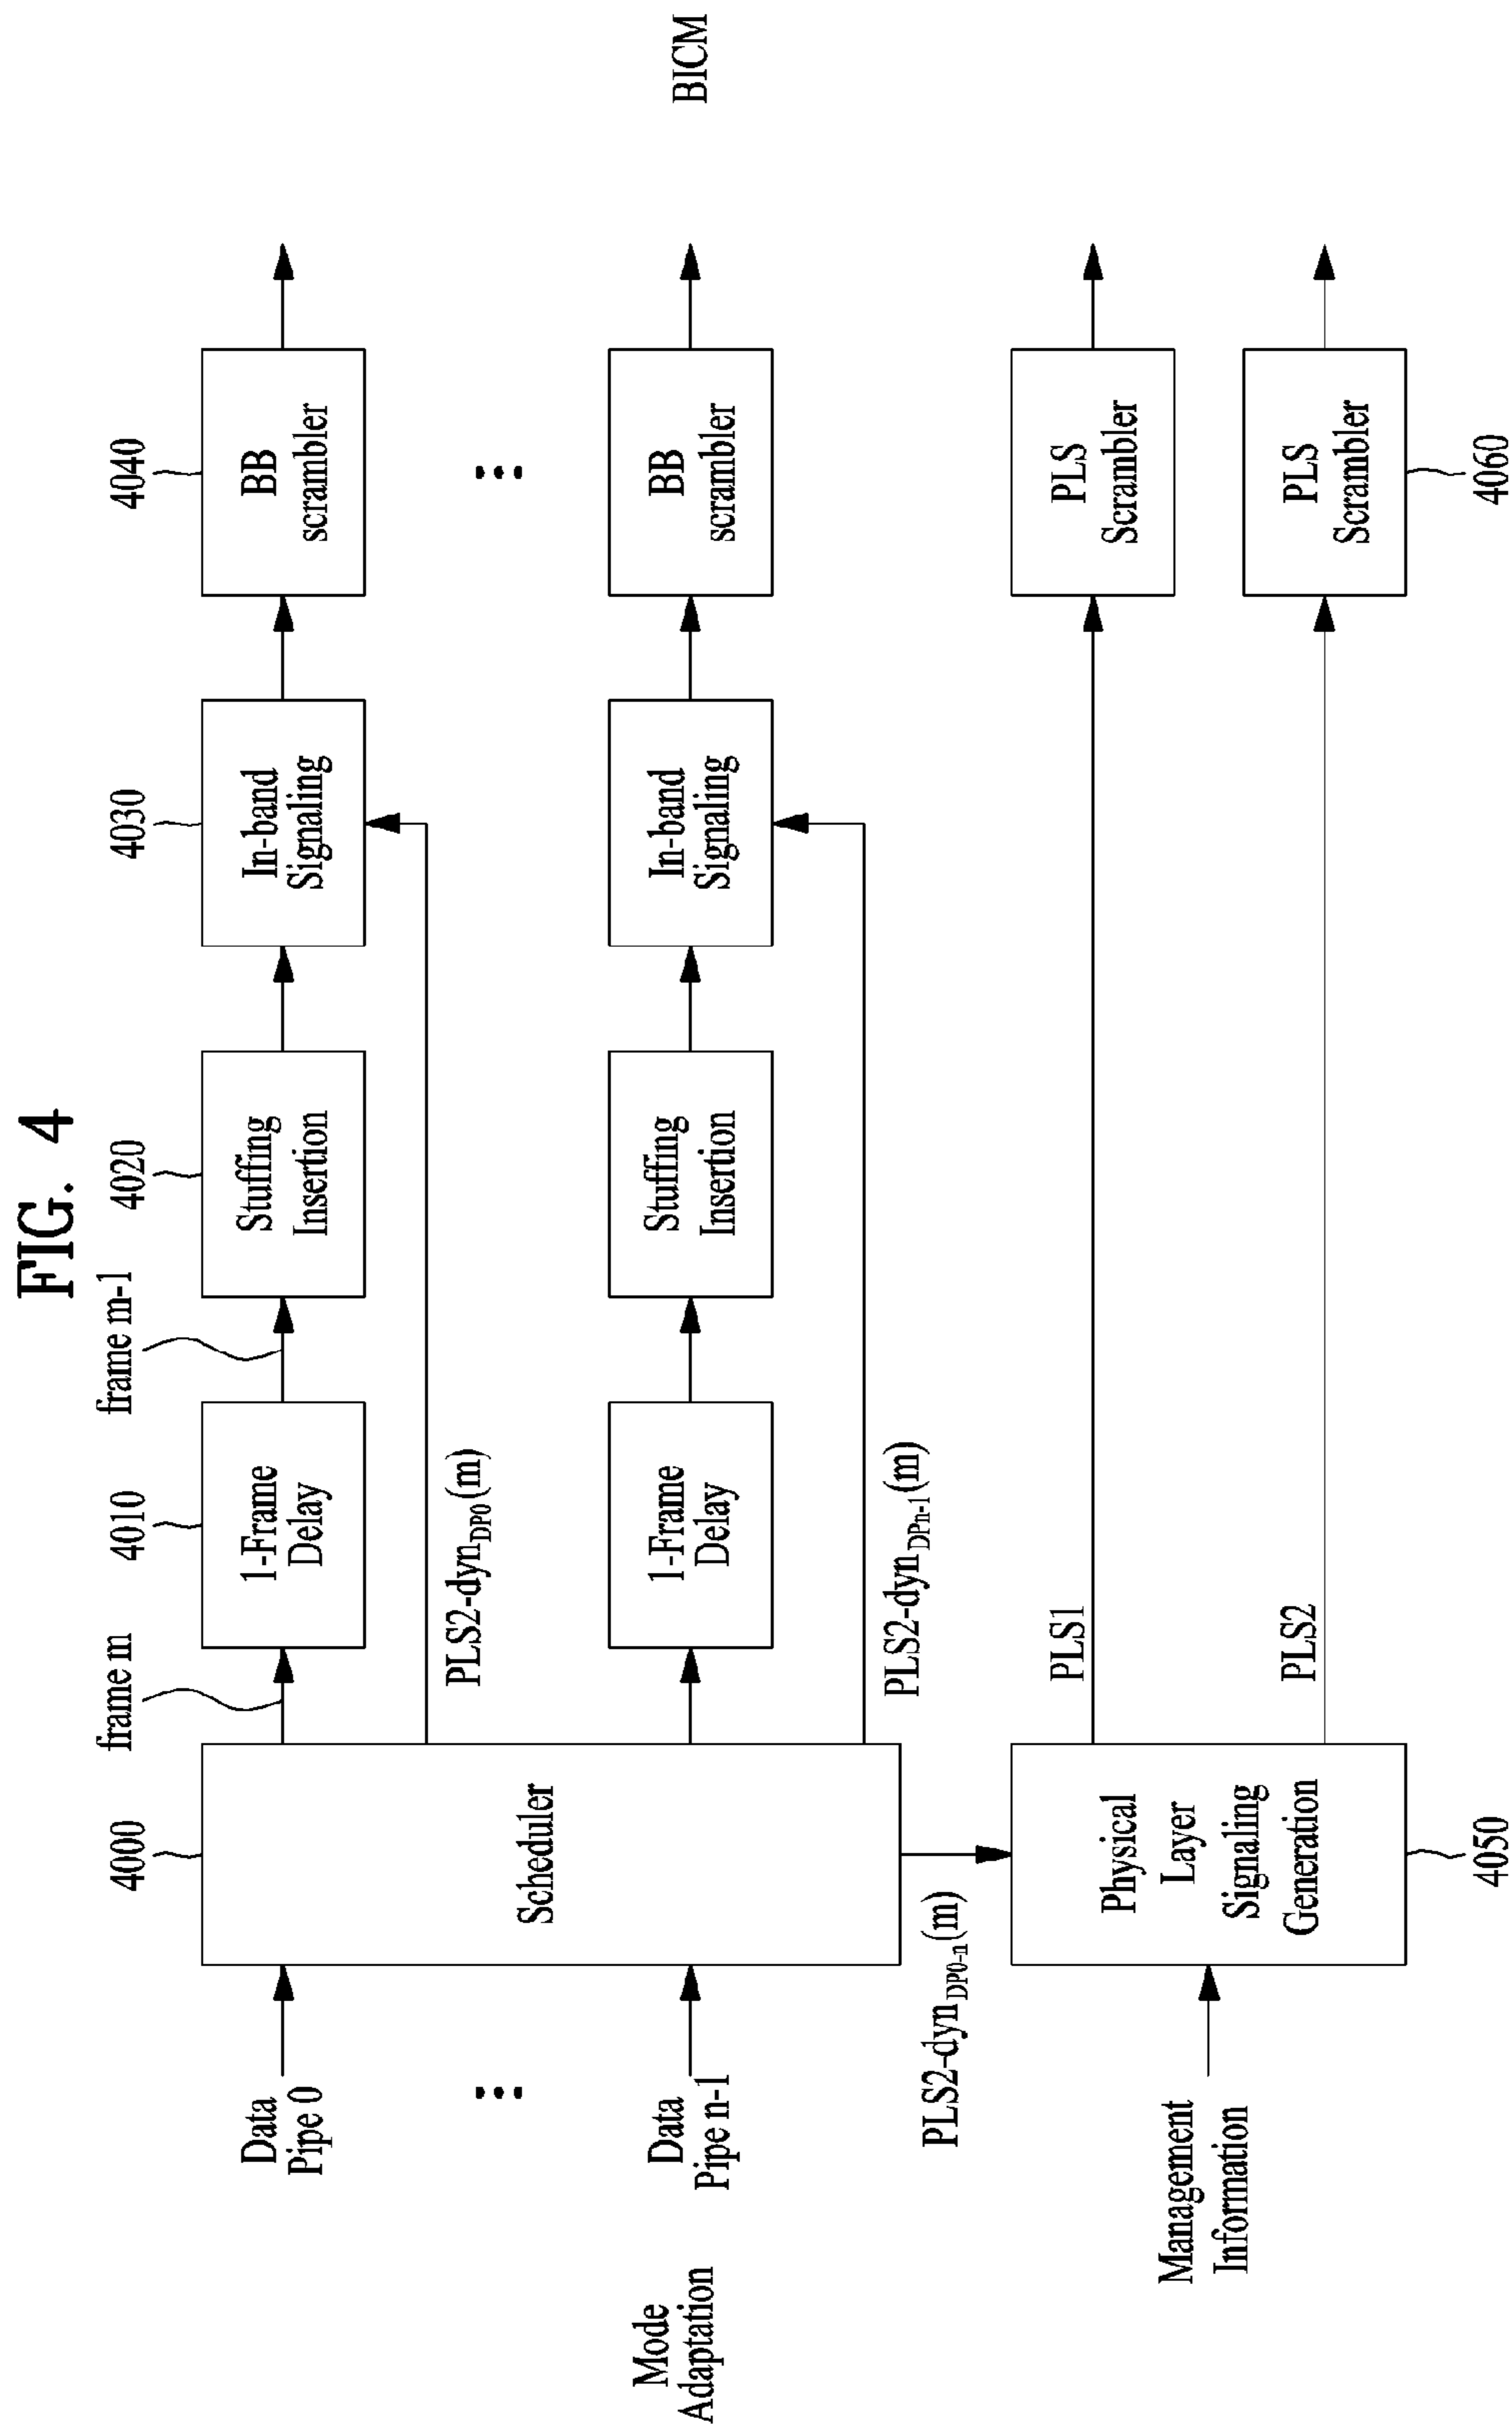 FIG. 4
4000
4010
4020
4030
4040
frame m
frame m-1
Data
Pipe 0
Scheduler
1-Frame
Delay
Stuffing
Insertion
In-band
Signaling
BB
scrambler
PLS2-dynDP0(m)
Mode
Adaptation
Data
Pipe n-1
1-Frame
Delay
Stuffing
Insertion
In-band
Signaling
BB
scrambler
BICM
PLS2-dynDPn-1(m)
PLS2-dynDP0-n(m)
Management
Information
Physical
Layer
Signaling
Generation
PLS1
PLS
Scrambler
PLS2
PLS
Scrambler
4050
4060